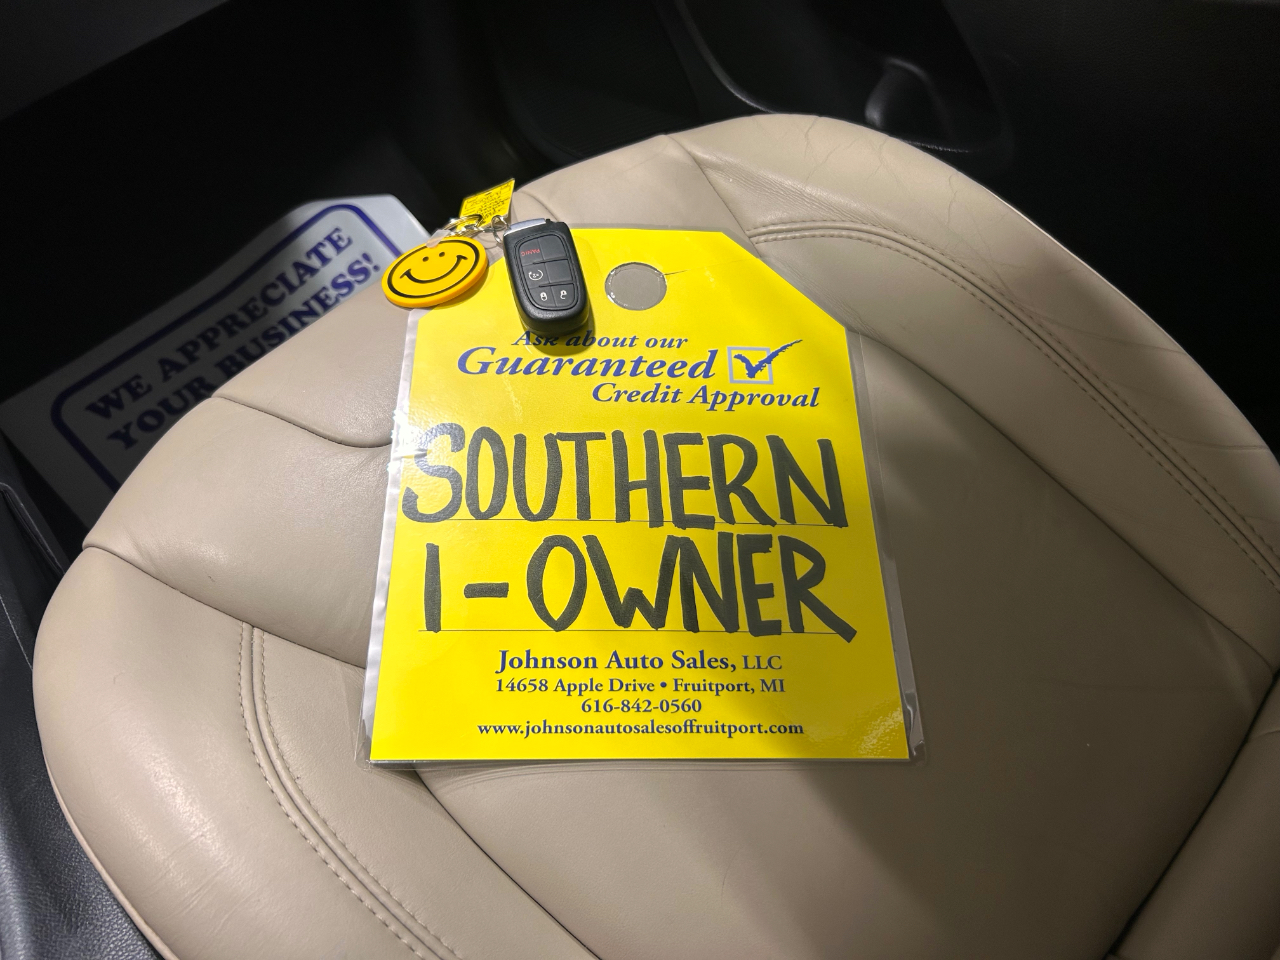 WE APPRECIATE
YOUR BUSINESS!
PANIC
Ask about our
Guaranteed
Credit Approval
SOUTHERN
1-OWNER
Johnson Auto Sales, LLC
14658 Apple Drive • Fruitport, MI
616-842-0560
www.johnsonautosalesoffruitport.com